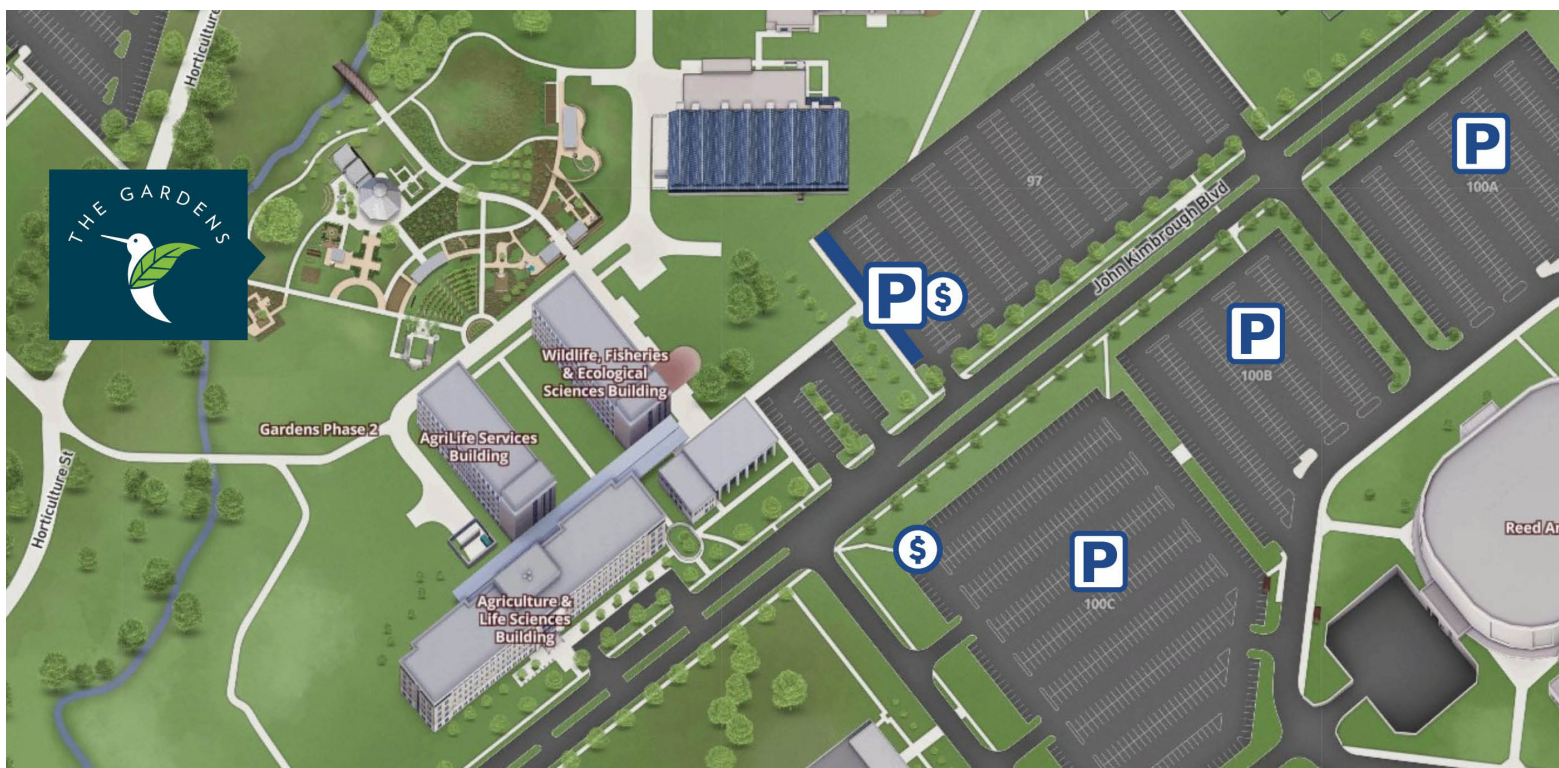 Horticulture
THE GARDENS
97
P
$
John Kimbrough Blvd
P
100A
P
100B
Wildlife, Fisheries
& Ecological
Sciences Building
Gardens Phase 2
AgriLife Services
Building
Horticulture St
$
P
100C
Reed Ar
Agriculture &
Life Sciences
Building